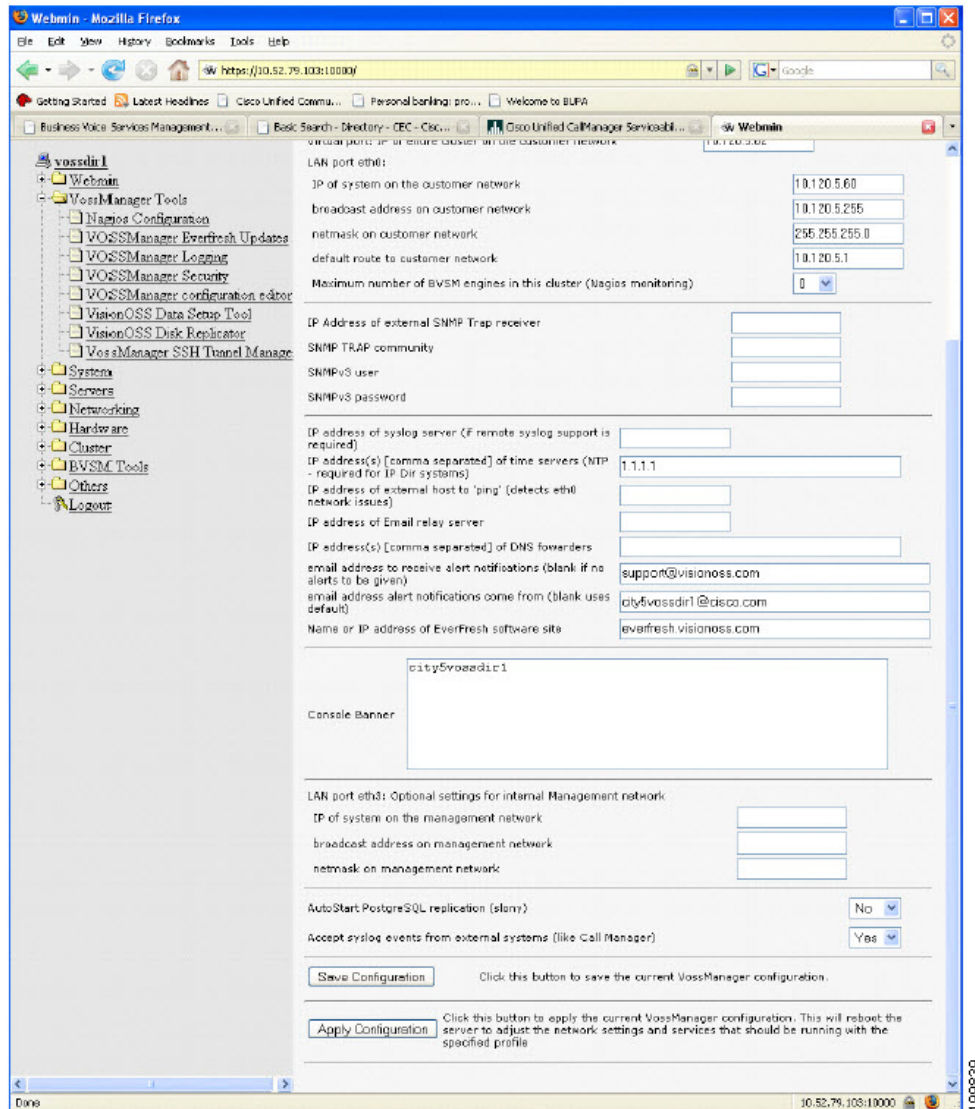 Webmin - Mozilla Firefox
File Edit View History Bookmarks Tools Help
https://10.52.79.103:10000/
Google
Getting Started Latest Headlines Cisco Unified Commu... Personal banking: pro... Welcome to BUPA
Business Voice Services Management... Basic Search - Directory - CEC - Cisc... Cisco Unified CallManager Serviceabil... Webmin
vossdir1
Webmin
VossManager Tools
Nagios Configuration
VOSSManager Everfresh Updates
VOSSManager Logging
VOSSManager Security
VOSSManager configuration editor
VisionOSS Data Setup Tool
VisionOSS Disk Replicator
VossManager SSH Tunnel Manage
System
Servers
Networking
Hardware
Cluster
BVSM Tools
Others
Logout
Virtual port: IP of entire cluster on the customer network 10.120.5.62
LAN port eth0:
IP of system on the customer network 10.120.5.60
broadcast address on customer network 10.120.5.255
netmask on customer network 255.255.255.0
default route to customer network 10.120.5.1
Maximum number of BVSM engines in this cluster (Nagios monitoring) 0
IP Address of external SNMP Trap receiver
SNMP TRAP community
SNMPv3 user
SNMPv3 password
IP address of syslog server (if remote syslog support is
required)
IP address(s) [comma separated] of time servers (NTP 1.1.1.1
- required for IP Dir systems)
IP address of external host to 'ping' (detects eth0
network issues)
IP address of Email relay server
IP address(s) [comma separated] of DNS fowarders
email address to receive alert notifications (blank if no support@visionoss.com
alerts to be given)
email address alert notifications come from (blank uses city5vossdir1@cisco.com
default)
Name or IP address of EverFresh software site everfresh.visionoss.com
Console Banner city5vossdir1
LAN port eth3: Optional settings for internal Management network
IP of system on the management network
broadcast address on management network
netmask on management network
AutoStart PostgreSQL replication (slony) No
Accept syslog events from external systems (like Call Manager) Yes
Save Configuration Click this button to save the current VossManager configuration.
Apply Configuration Click this button to apply the current VossManager configuration. This will reboot the
server to adjust the network settings and services that should be running with the
specified profile
Done 10.52.79.103:10000